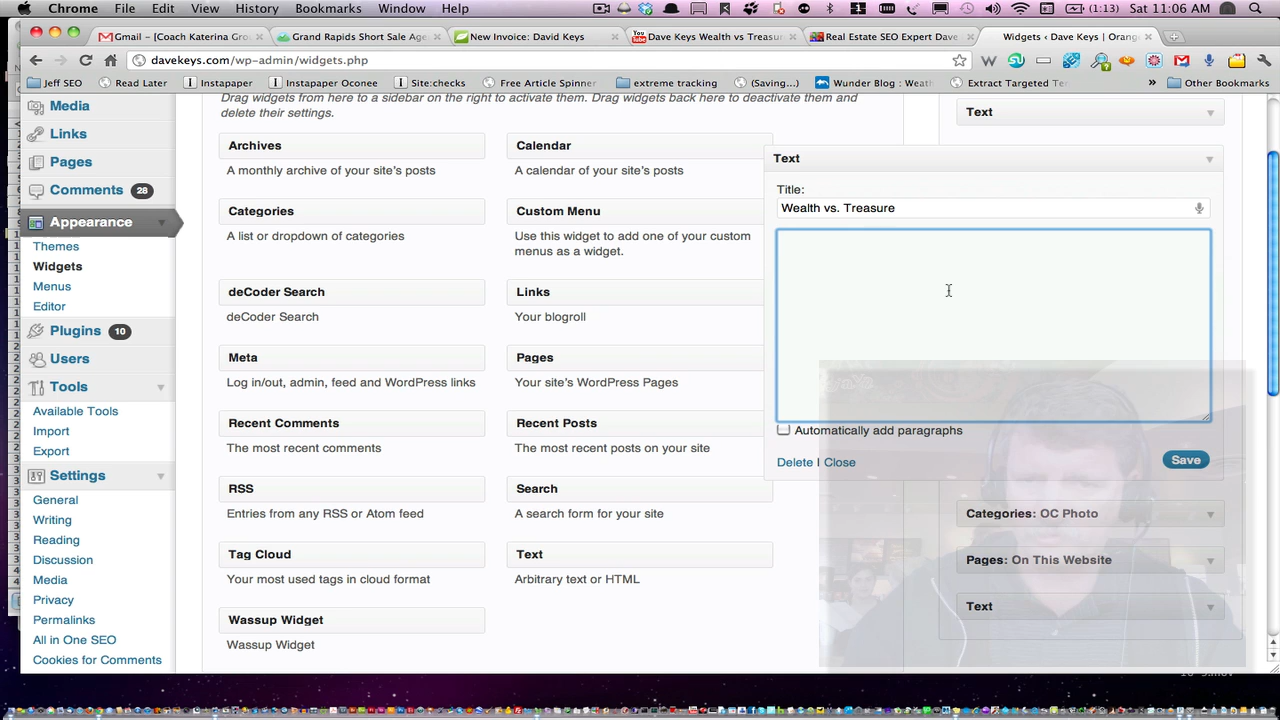 Chrome File Edit View History Bookmarks Window Help 1 (1:13) Sat 11:06 AM
Gmail – [Coach Katerina Gro
Grand Rapids Short Sale Age
New Invoice: David Keys
Dave Keys Wealth vs Treasur
Real Estate SEO Expert Dave
Widgets ‹ Dave Keys | Orang
davekeys.com/wp-admin/widgets.php
Jeff SEO Read Later Instapaper Instapaper Oconee Site:checks Free Article Spinner extreme tracking (Saving...) Wunder Blog : Weath Extract Targeted Ten » Other Bookmarks
Media
Links
Pages
Comments 28
Appearance
Themes
Widgets
Menus
Editor
Plugins 10
Users
Tools
Available Tools
Import
Export
Settings
General
Writing
Reading
Discussion
Media
Privacy
Permalinks
All in One SEO
Cookies for Comments
Drag widgets from here to a sidebar on the right to activate them. Drag widgets back here to deactivate them and
delete their settings.
Archives
A monthly archive of your site's posts
Calendar
A calendar of your site's posts
Categories
A list or dropdown of categories
Custom Menu
Use this widget to add one of your custom
menus as a widget.
deCoder Search
deCoder Search
Links
Your blogroll
Meta
Log in/out, admin, feed and WordPress links
Pages
Your site's WordPress Pages
Recent Comments
The most recent comments
Recent Posts
The most recent posts on your site
RSS
Entries from any RSS or Atom feed
Search
A search form for your site
Tag Cloud
Your most used tags in cloud format
Text
Arbitrary text or HTML
Wassup Widget
Wassup Widget
Text
Text
Title:
Wealth vs. Treasure
Automatically add paragraphs
Delete | Close
Save
Categories: OC Photo
Pages: On This Website
Text